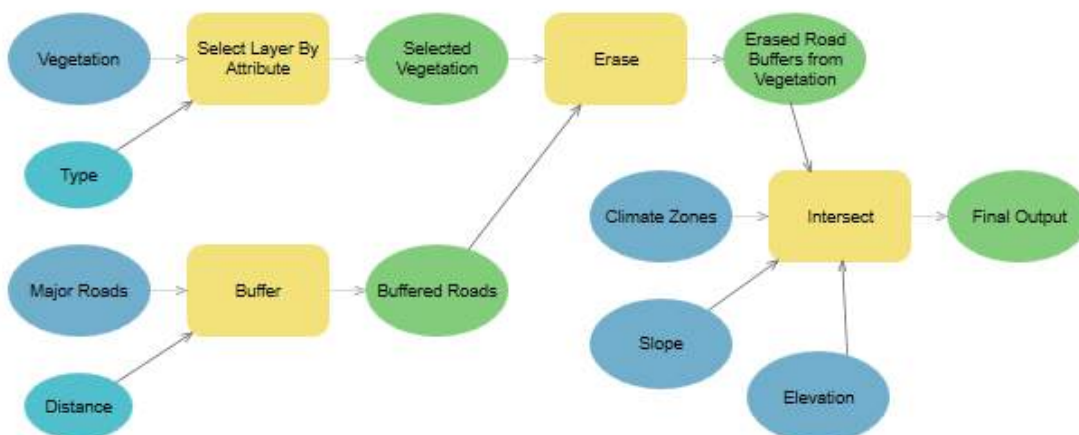 Vegetation
Select Layer By
Attribute
Selected
Vegetation
Erase
Erased Road
Buffers from
Vegetation
Type
Climate Zones
Intersect
Final Output
Major Roads
Buffer
Buffered Roads
Slope
Distance
Elevation